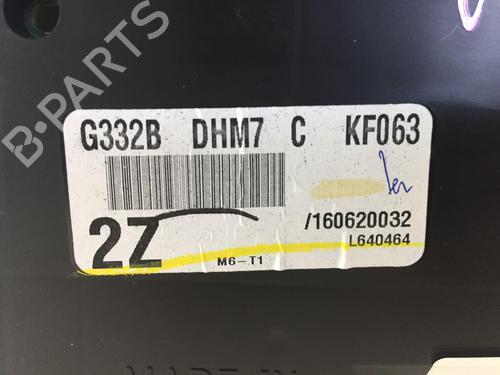 B-PARTS
G332B DHM7 C KF063
/160620032
2Z
L640464
M6-T1